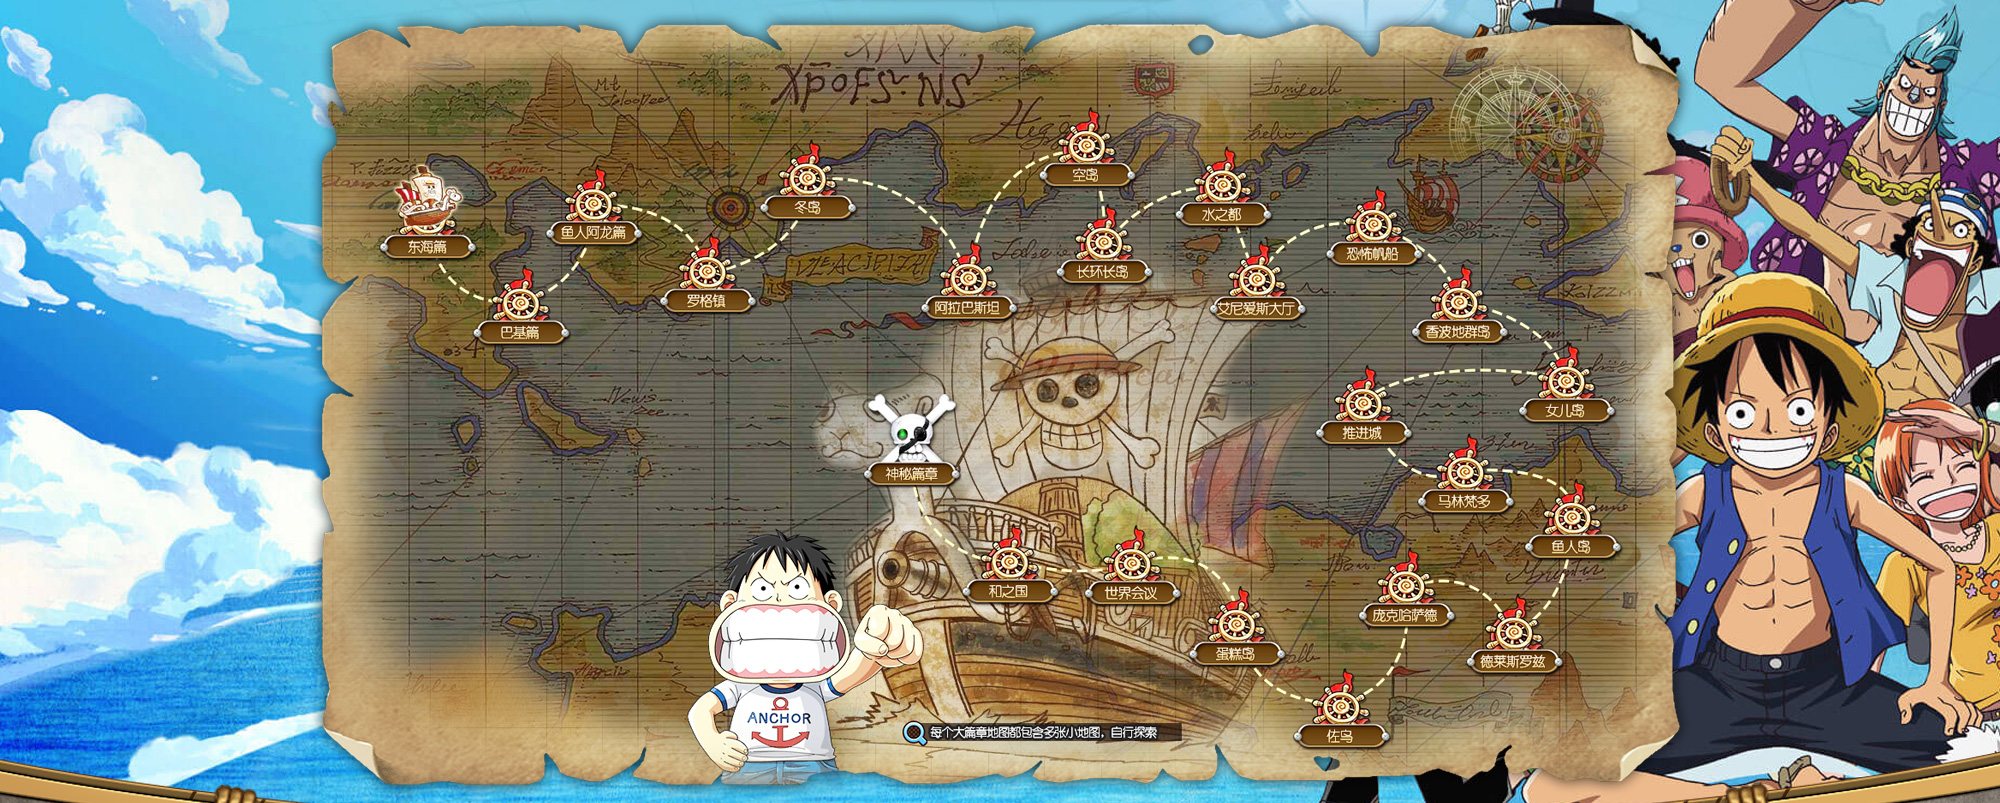 XPOFS·NS
空岛
冬岛
水之都
鱼人阿龙篇
东海篇
恐怖帆船
长环长岛
罗格镇
阿拉巴斯坦
艾尼爱斯大厅
巴基篇
香波地群岛
女儿岛
推进城
神秘篇章
马林梵多
鱼人岛
和之国
世界会议
庞克哈萨德
蛋糕岛
德莱斯罗兹
ANCHOR
每个大篇章地图都包含多张小地图，自行探索
佐乌